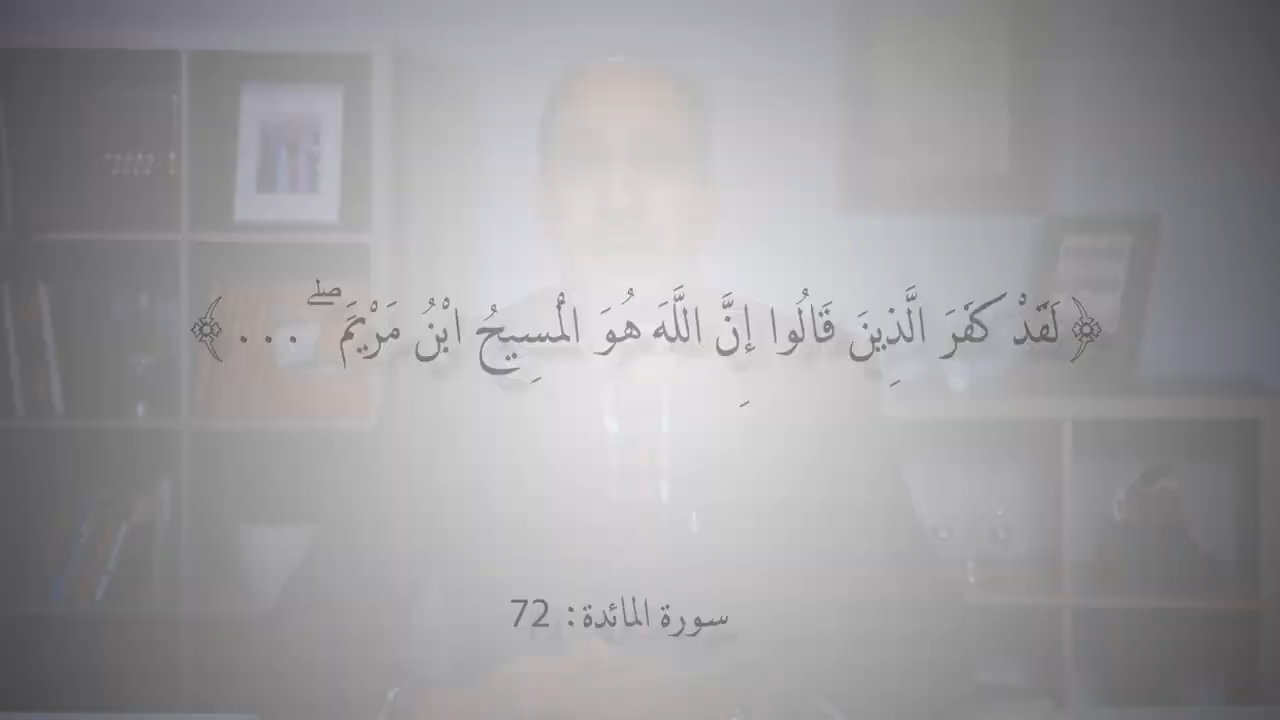 ﴿لَقَدْ كَفَرَ الَّذِينَ قَالُوا إِنَّ اللَّهَ هُوَ الْمَسِيحُ ابْنُ مَرْيَمَ ۖ ...﴾
سورة المائدة: 72